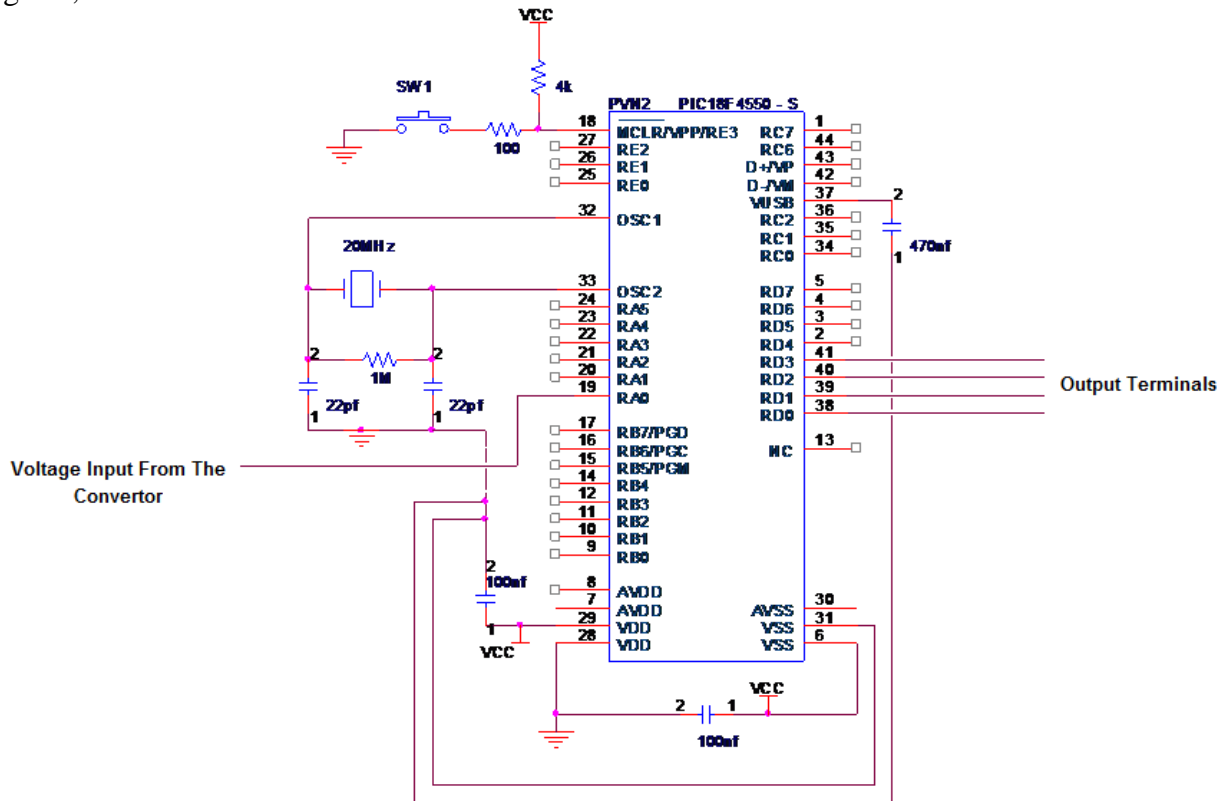 VCC
SW1
4k
100
PVM2 PIC18F4550 - S
18 MCLR/VPP/RE3
27 RE2
26 RE1
25 RE0
32 OSC1
20MHz
33 OSC2
24 RA5
23 RA4
22 RA3
21 RA2
20 RA1
19 RA0
2 2
1M
22pf 22pf
1 1
17 RB7/PGD
16 RB6/PGC
15 RB5/PGM
14 RB4
12 RB3
11 RB2
10 RB1
9 RB0
8 AVDD
7 AVDD
29 VDD
28 VDD
RC7 1
RC6 44
D+/VP 43
D-/VM 42
VUSB 37
RC2 36
RC1 35
RC0 34
2
470nf
1
RD7 5
RD6 4
RD5 3
RD4 2
RD3 41
RD2 40
RD1 39
RD0 38
NC 13
AVSS 30
VSS 31
VSS 6
Output Terminals
Voltage Input From The
Convertor
2
100nf
1
VCC
VCC
2 1
100nf